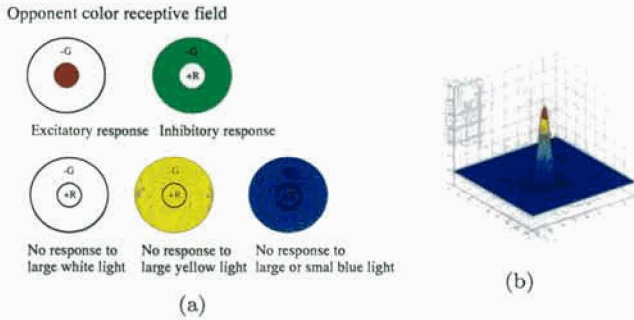 Opponent color receptive field
-G
-G
+R
Excitatory response
Inhibitory response
-G
-G
+R
+R
No response to
large white light
No response to
large yellow light
No response to
large or smal blue light
(a)
(b)